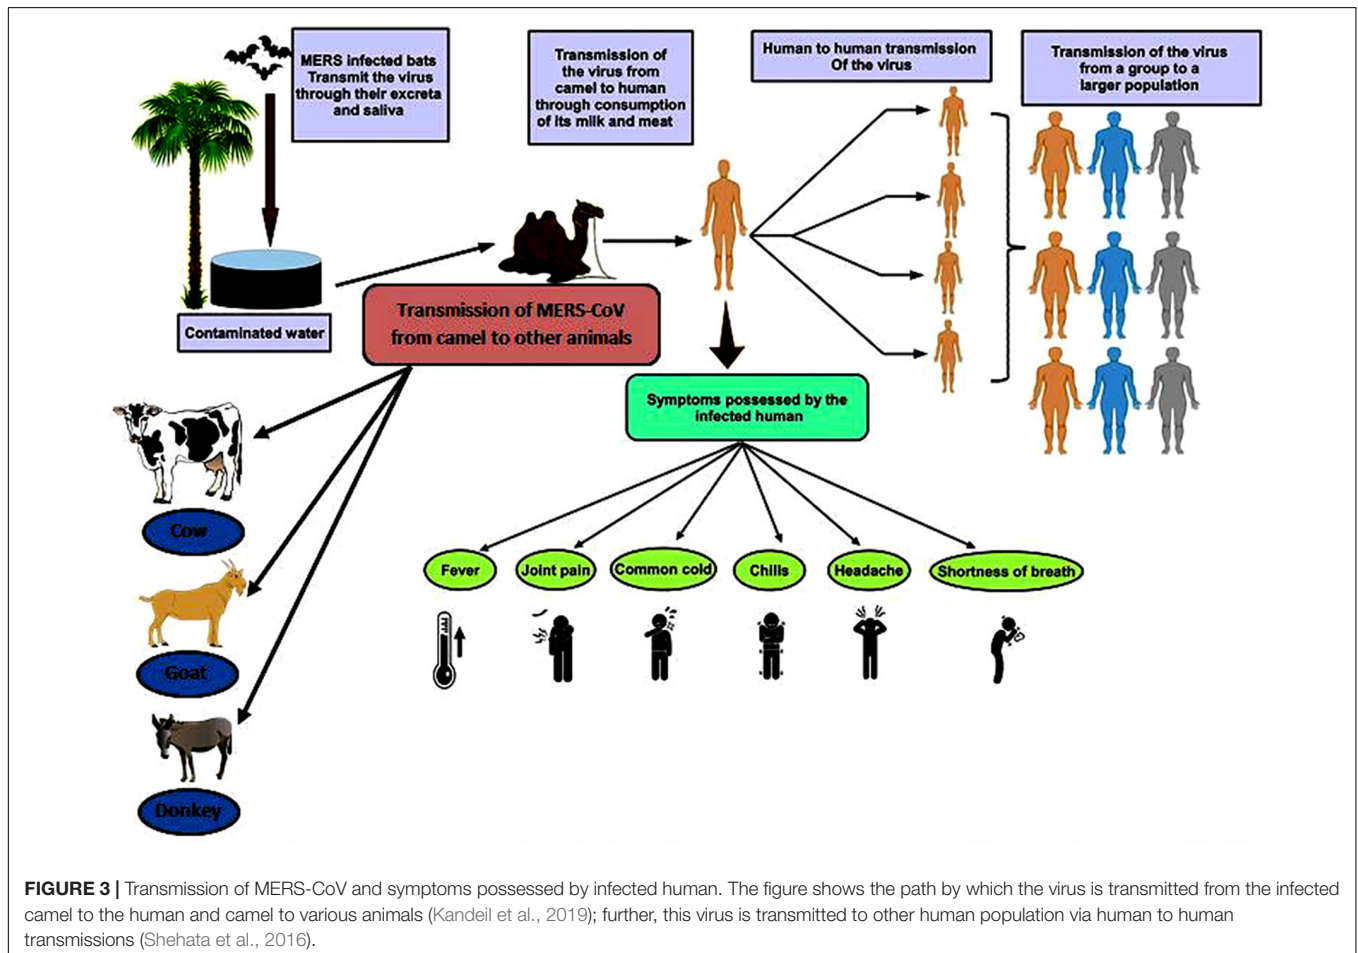 MERS infected bats
Transmit the virus
through their excreta
and saliva
Transmission of
the virus from
camel to human
through consumption
of its milk and meat
Human to human transmission
Of the virus
Transmission of the virus
from a group to a
larger population
Contaminated water
Transmission of MERS-CoV
from camel to other animals
Symptoms possessed by the
infected human
Cow
Goat
Donkey
Fever
Joint pain
Common cold
Chills
Headache
Shortness of breath
FIGURE 3 | Transmission of MERS-CoV and symptoms possessed by infected human. The figure shows the path by which the virus is transmitted from the infected
camel to the human and camel to various animals (Kandeil et al., 2019); further, this virus is transmitted to other human population via human to human
transmissions (Shehata et al., 2016).